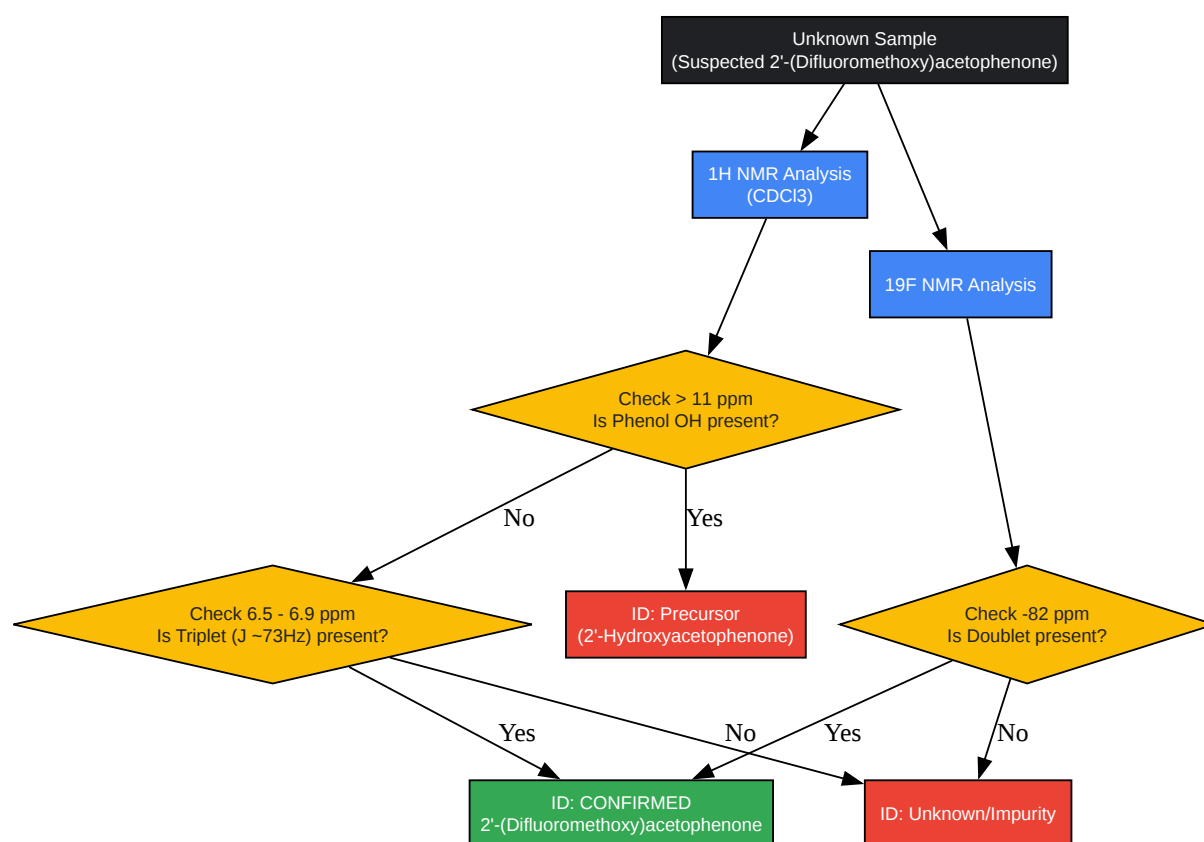 Unknown Sample
(Suspected 2'-(Difluoromethoxy)acetophenone)
1H NMR Analysis
(CDCl3)
19F NMR Analysis
Check > 11 ppm
Is Phenol OH present?
No
Yes
Check 6.5 - 6.9 ppm
Is Triplet (J ~73Hz) present?
ID: Precursor
(2'-Hydroxyacetophenone)
Check -82 ppm
Is Doublet present?
Yes
No
Yes
No
ID: CONFIRMED
2'-(Difluoromethoxy)acetophenone
ID: Unknown/Impurity